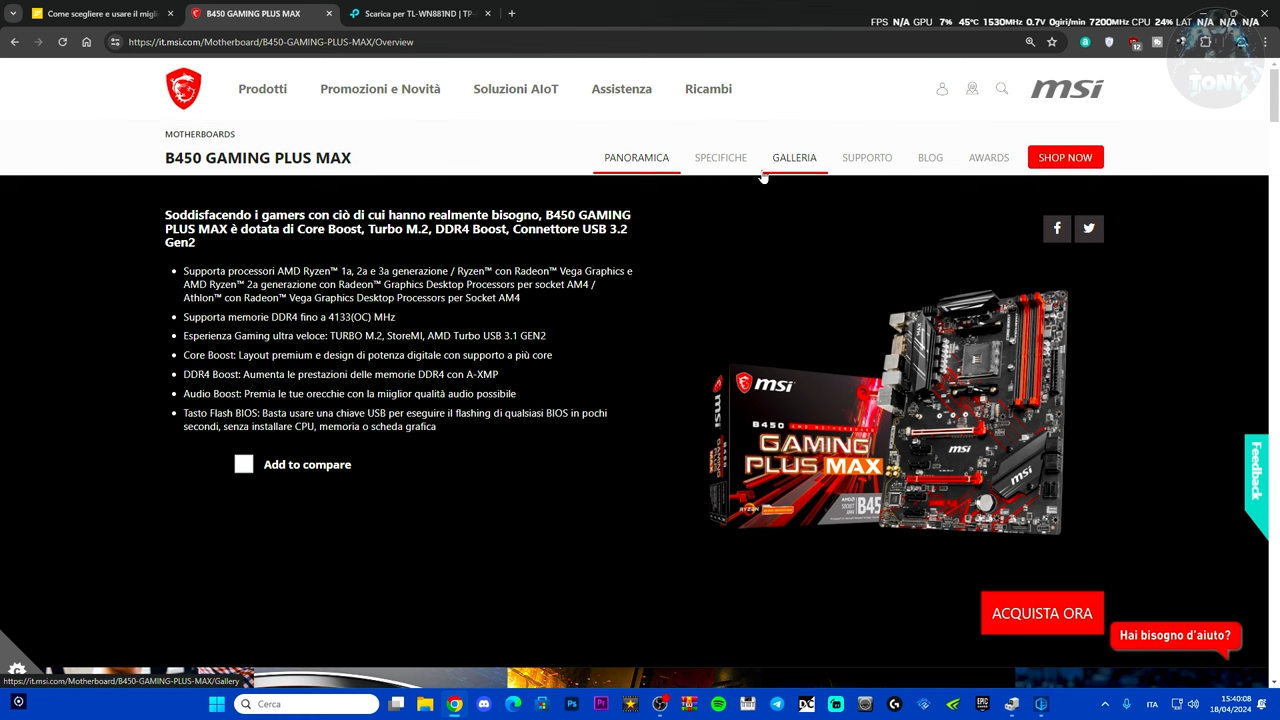 Come scegliere e usare il migl
B450 GAMING PLUS MAX
Scarica per TL-WN881ND | TP-
FPS N/A GPU 7% 45°C 1530MHz 0.7V 0giri/min 7200MHz CPU 24% LAT N/A N/A N/A
https://it.msi.com/Motherboard/B450-GAMING-PLUS-MAX/Overview
12
TONY
Prodotti
Promozioni e Novità
Soluzioni AIoT
Assistenza
Ricambi
msi
MOTHERBOARDS
B450 GAMING PLUS MAX
PANORAMICA
SPECIFICHE
GALLERIA
SUPPORTO
BLOG
AWARDS
SHOP NOW
Soddisfacendo i gamers con ciò di cui hanno realmente bisogno, B450 GAMING
PLUS MAX è dotata di Core Boost, Turbo M.2, DDR4 Boost, Connettore USB 3.2
Gen2
Supporta processori AMD Ryzen™ 1a, 2a e 3a generazione / Ryzen™ con Radeon™ Vega Graphics e
AMD Ryzen™ 2a generazione con Radeon™ Graphics Desktop Processors per socket AM4 /
Athlon™ con Radeon™ Vega Graphics Desktop Processors per Socket AM4
Supporta memorie DDR4 fino a 4133(OC) MHz
Esperienza Gaming ultra veloce: TURBO M.2, StoreMI, AMD Turbo USB 3.1 GEN2
Core Boost: Layout premium e design di potenza digitale con supporto a più core
DDR4 Boost: Aumenta le prestazioni delle memorie DDR4 con A-XMP
Audio Boost: Premia le tue orecchie con la miiglior qualità audio possibile
Tasto Flash BIOS: Basta usare una chiave USB per eseguire il flashing di qualsiasi BIOS in pochi
secondi, senza installare CPU, memoria o scheda grafica
Add to compare
msi
B450 AMD MOTHERBOARD
GAMING
PLUS MAX
RYZEN
B45
msi
msi
Feedback
ACQUISTA ORA
Hai bisogno d'aiuto?
https://it.msi.com/Motherboard/B450-GAMING-PLUS-MAX/Gallery
Cerca
ITA
15:40:08
18/04/2024